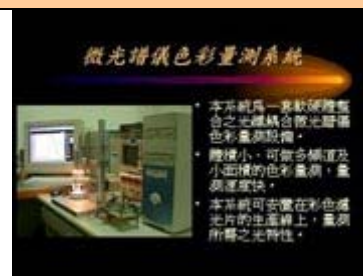 微光譜儀色彩量測系統
• 本系統為一套軟硬體整
合之光纖耦合微光譜儀
色彩量測設備。
• 體積小，可做多頻道及
小面積的色彩量測，量
測速度快。
• 本系統可安置在彩色濾
光片的生產線上，量測
所需之光特性。